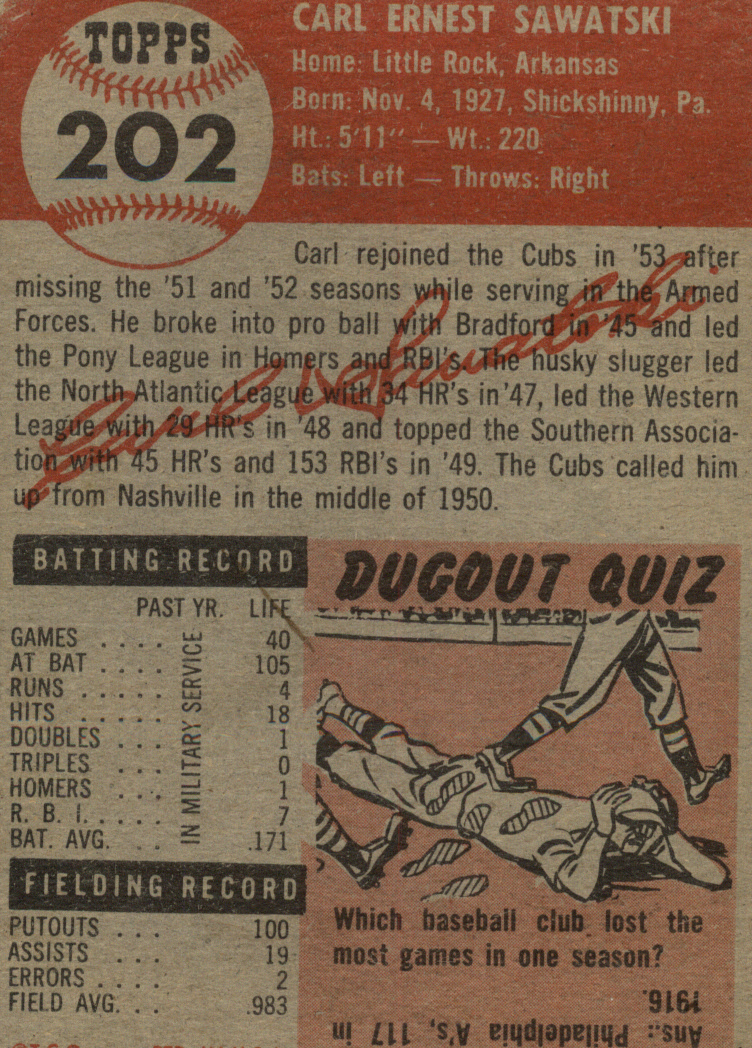 TOPPS
202
CARL ERNEST SAWATSKI
Home: Little Rock, Arkansas
Born: Nov. 4, 1927, Shickshinny, Pa.
Ht.: 5'11" — Wt.: 220
Bats: Left — Throws: Right
Carl rejoined the Cubs in '53 after
missing the '51 and '52 seasons while serving in the Armed
Forces. He broke into pro ball with Bradford in '45 and led
the Pony League in Homers and RBI's. The husky slugger led
the North Atlantic League with 34 HR's in '47, led the Western
League with 29 HR's in '48 and topped the Southern Associa-
tion with 45 HR's and 153 RBI's in '49. The Cubs called him
up from Nashville in the middle of 1950.
Carl Sawatski
BATTING RECORD
PAST YR. LIFE
IN MILITARY SERVICE
GAMES .... 40
AT BAT .... 105
RUNS ..... 4
HITS ..... 18
DOUBLES ... 1
TRIPLES ... 0
HOMERS ... 1
R. B. I...... 7
BAT. AVG. .. .171
FIELDING RECORD
PUTOUTS ... 100
ASSISTS .... 19
ERRORS .... 2
FIELD AVG. .. .983
DUGOUT QUIZ
Which baseball club lost the
most games in one season?
Ans.: Philadelphia A's, 117 in
1916.